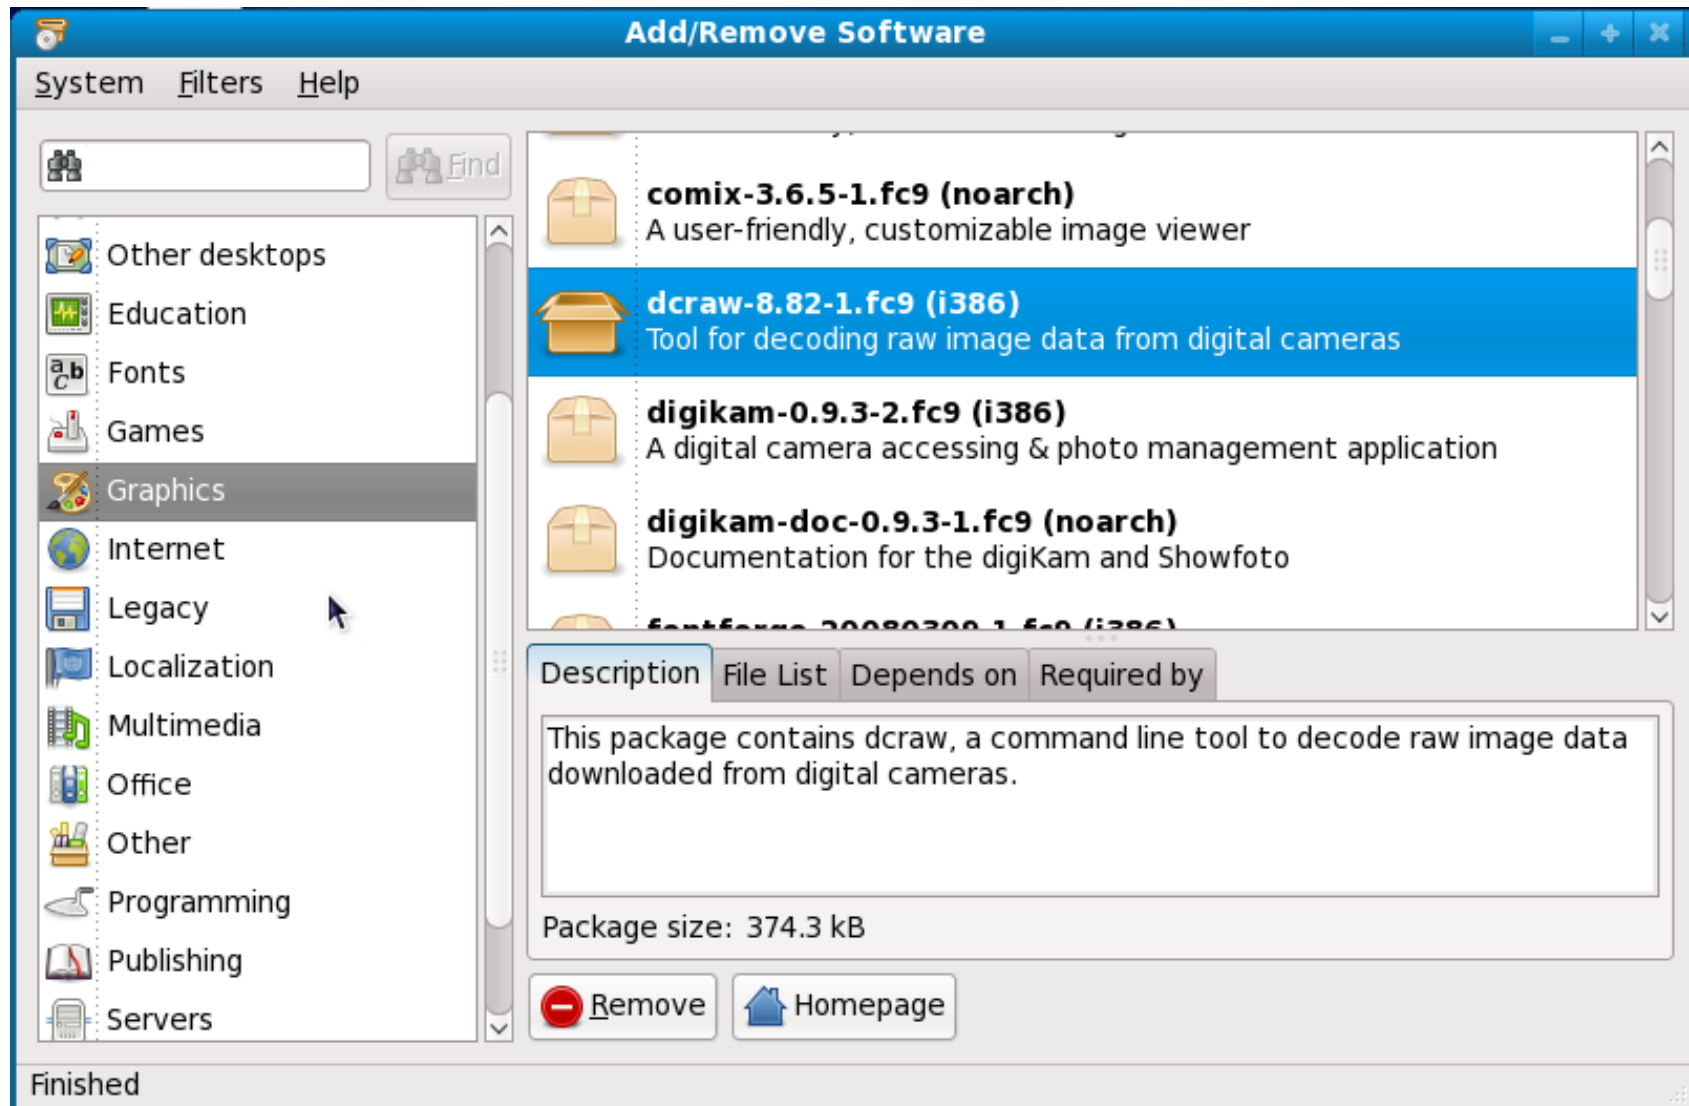 Add/Remove Software
System Filters Help
Find
Other desktops
Education
Fonts
Games
Graphics
Internet
Legacy
Localization
Multimedia
Office
Other
Programming
Publishing
Servers
comix-3.6.5-1.fc9 (noarch)
A user-friendly, customizable image viewer
dcraw-8.82-1.fc9 (i386)
Tool for decoding raw image data from digital cameras
digikam-0.9.3-2.fc9 (i386)
A digital camera accessing & photo management application
digikam-doc-0.9.3-1.fc9 (noarch)
Documentation for the digiKam and Showfoto
fontforge-20080309-1.fc9 (i386)
Description File List Depends on Required by
This package contains dcraw, a command line tool to decode raw image data
downloaded from digital cameras.
Package size: 374.3 kB
Remove Homepage
Finished